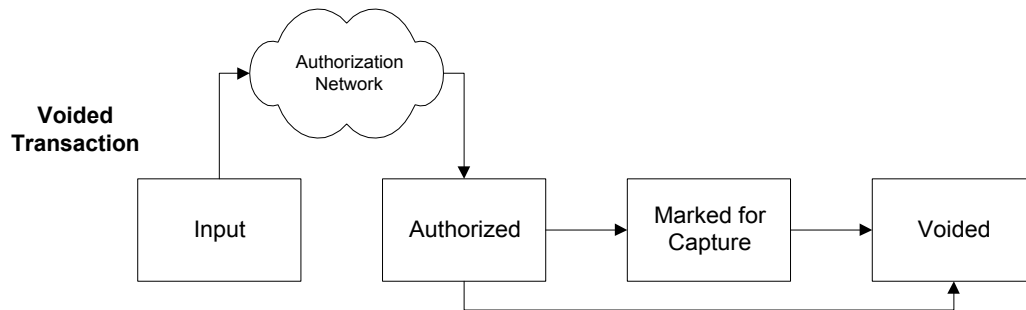 Authorization
Network
Voided
Transaction
Input
Authorized
Marked for
Capture
Voided